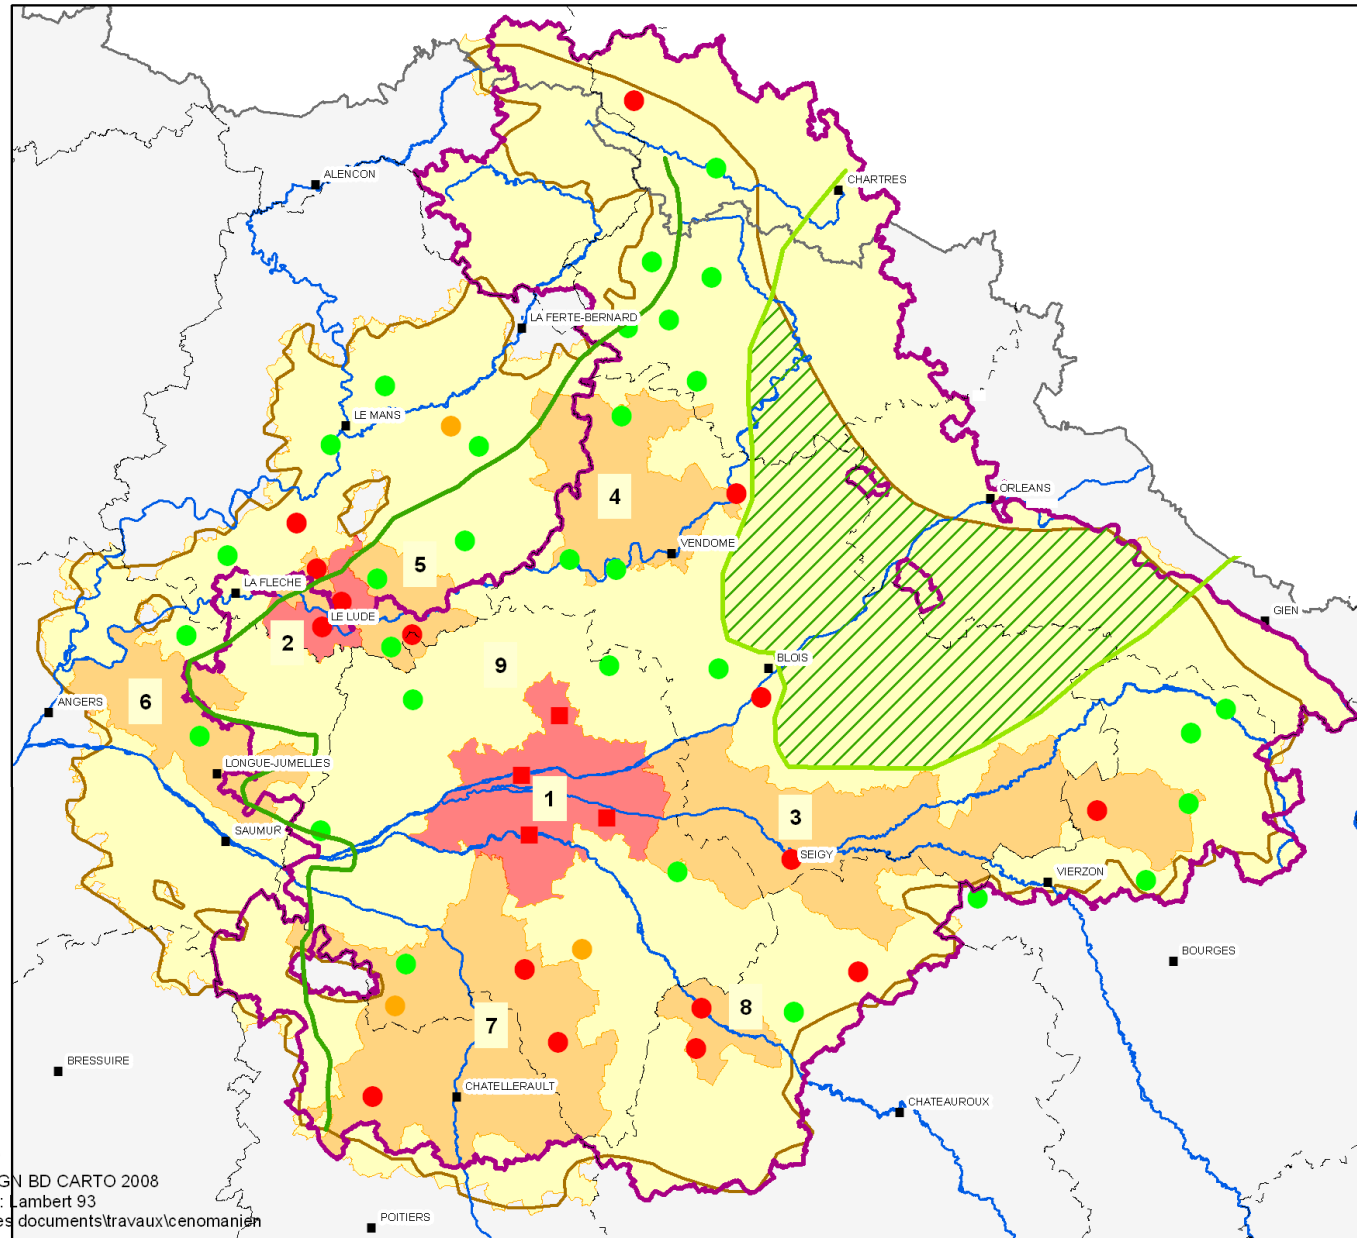 ALENCON
CHARTRES
LA FERTE-BERNARD
LE MANS
4
ORLEANS
VENDOME
5
LA FLECHE
GIEN
LE LUDE
2
9
BLOIS
6
ANGERS
LONGUE-JUMELLES
1
3
SAUMUR
SEIGY
VIERZON
BOURGES
8
7
BRESSUIRE
CHATELLERAULT
CHATEAUROUX
GN BD CARTO 2008
: Lambert 93
es documents\travaux\cenomanien
POITIERS